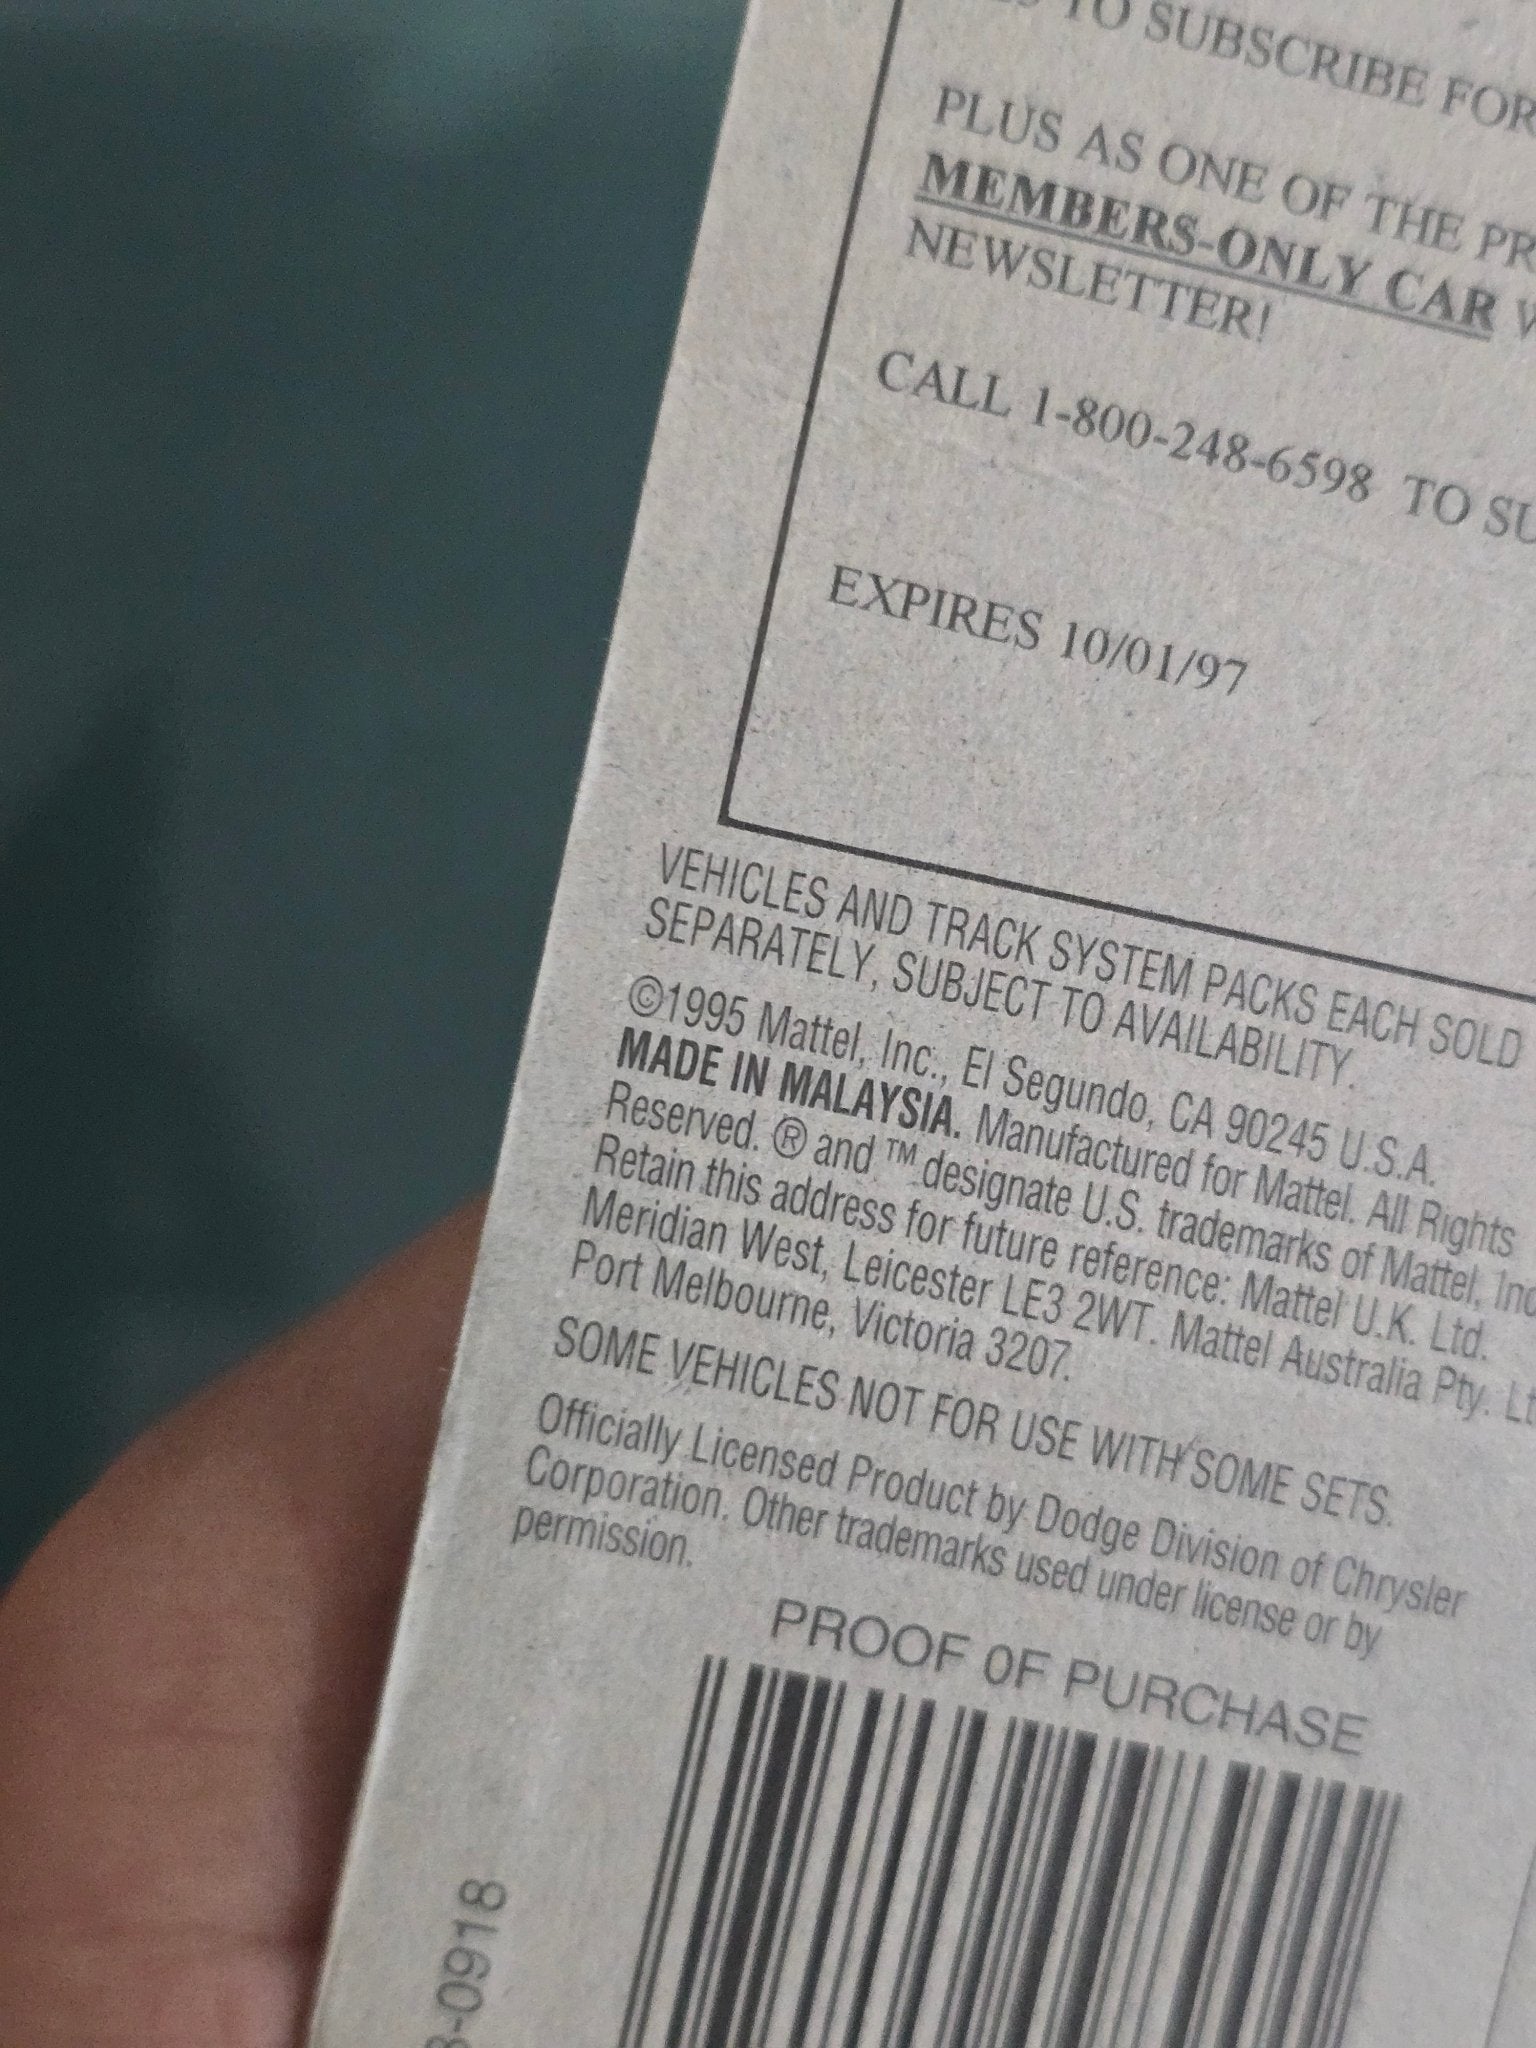 TO SUBSCRIBE FOR
PLUS AS ONE OF THE
MEMBERS-ONLY CAR
NEWSLETTER!
CALL 1-800-248-6598 TO
EXPIRES 10/01/97
VEHICLES AND TRACK SYSTEM PACKS EACH SOLD
SEPARATELY, SUBJECT TO AVAILABILITY.
©1995 Mattel, Inc., El Segundo, CA 90245 U.S.A.
MADE IN MALAYSIA. Manufactured for Mattel. All Rights
Reserved. ® and ™ designate U.S. trademarks of Mattel, Inc
Retain this address for future reference: Mattel U.K. Ltd.
Meridian West, Leicester LE3 2WT. Mattel Australia Pty.
Port Melbourne, Victoria 3207.
SOME VEHICLES NOT FOR USE WITH SOME SETS.
Officially Licensed Product by Dodge Division of Chrysler
Corporation. Other trademarks used under license or by
permission.
PROOF OF PURCHASE
-0918